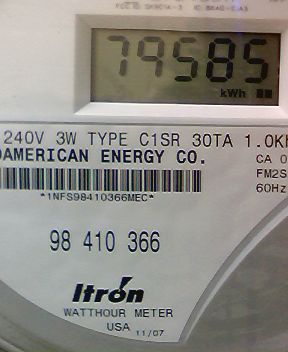 79585
kWh
240V 3W TYPE C1SR 30TA 1.0K
AMERICAN ENERGY CO.
CA 0
FM2S
60Hz
*1NFS98410366MEC*
98 410 366
Itrón
WATTHOUR METER
USA 11/07